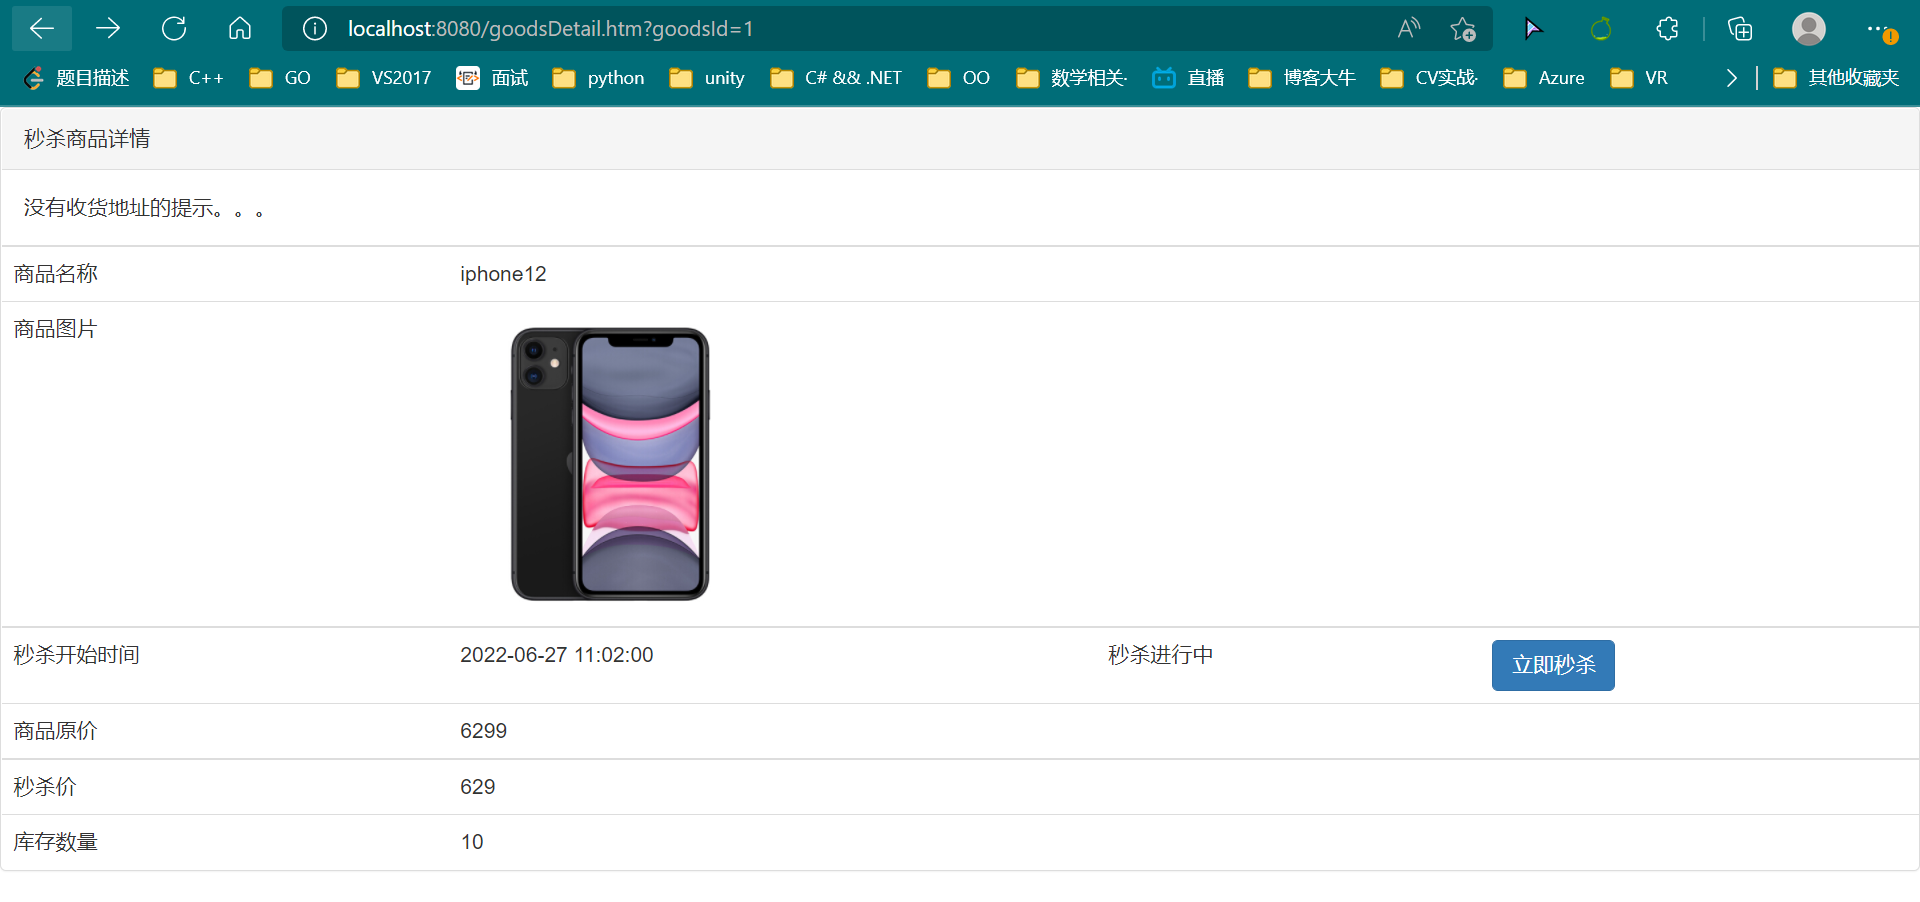 localhost:8080/goodsDetail.htm?goodsId=1
题目描述 C++ GO VS2017 面试 python unity C# && .NET OO 数学相关· 直播 博客大牛 CV实战· Azure VR 其他收藏夹
秒杀商品详情
没有收货地址的提示。。。
商品名称 iphone12
商品图片
秒杀开始时间 2022-06-27 11:02:00 秒杀进行中 立即秒杀
商品原价 6299
秒杀价 629
库存数量 10